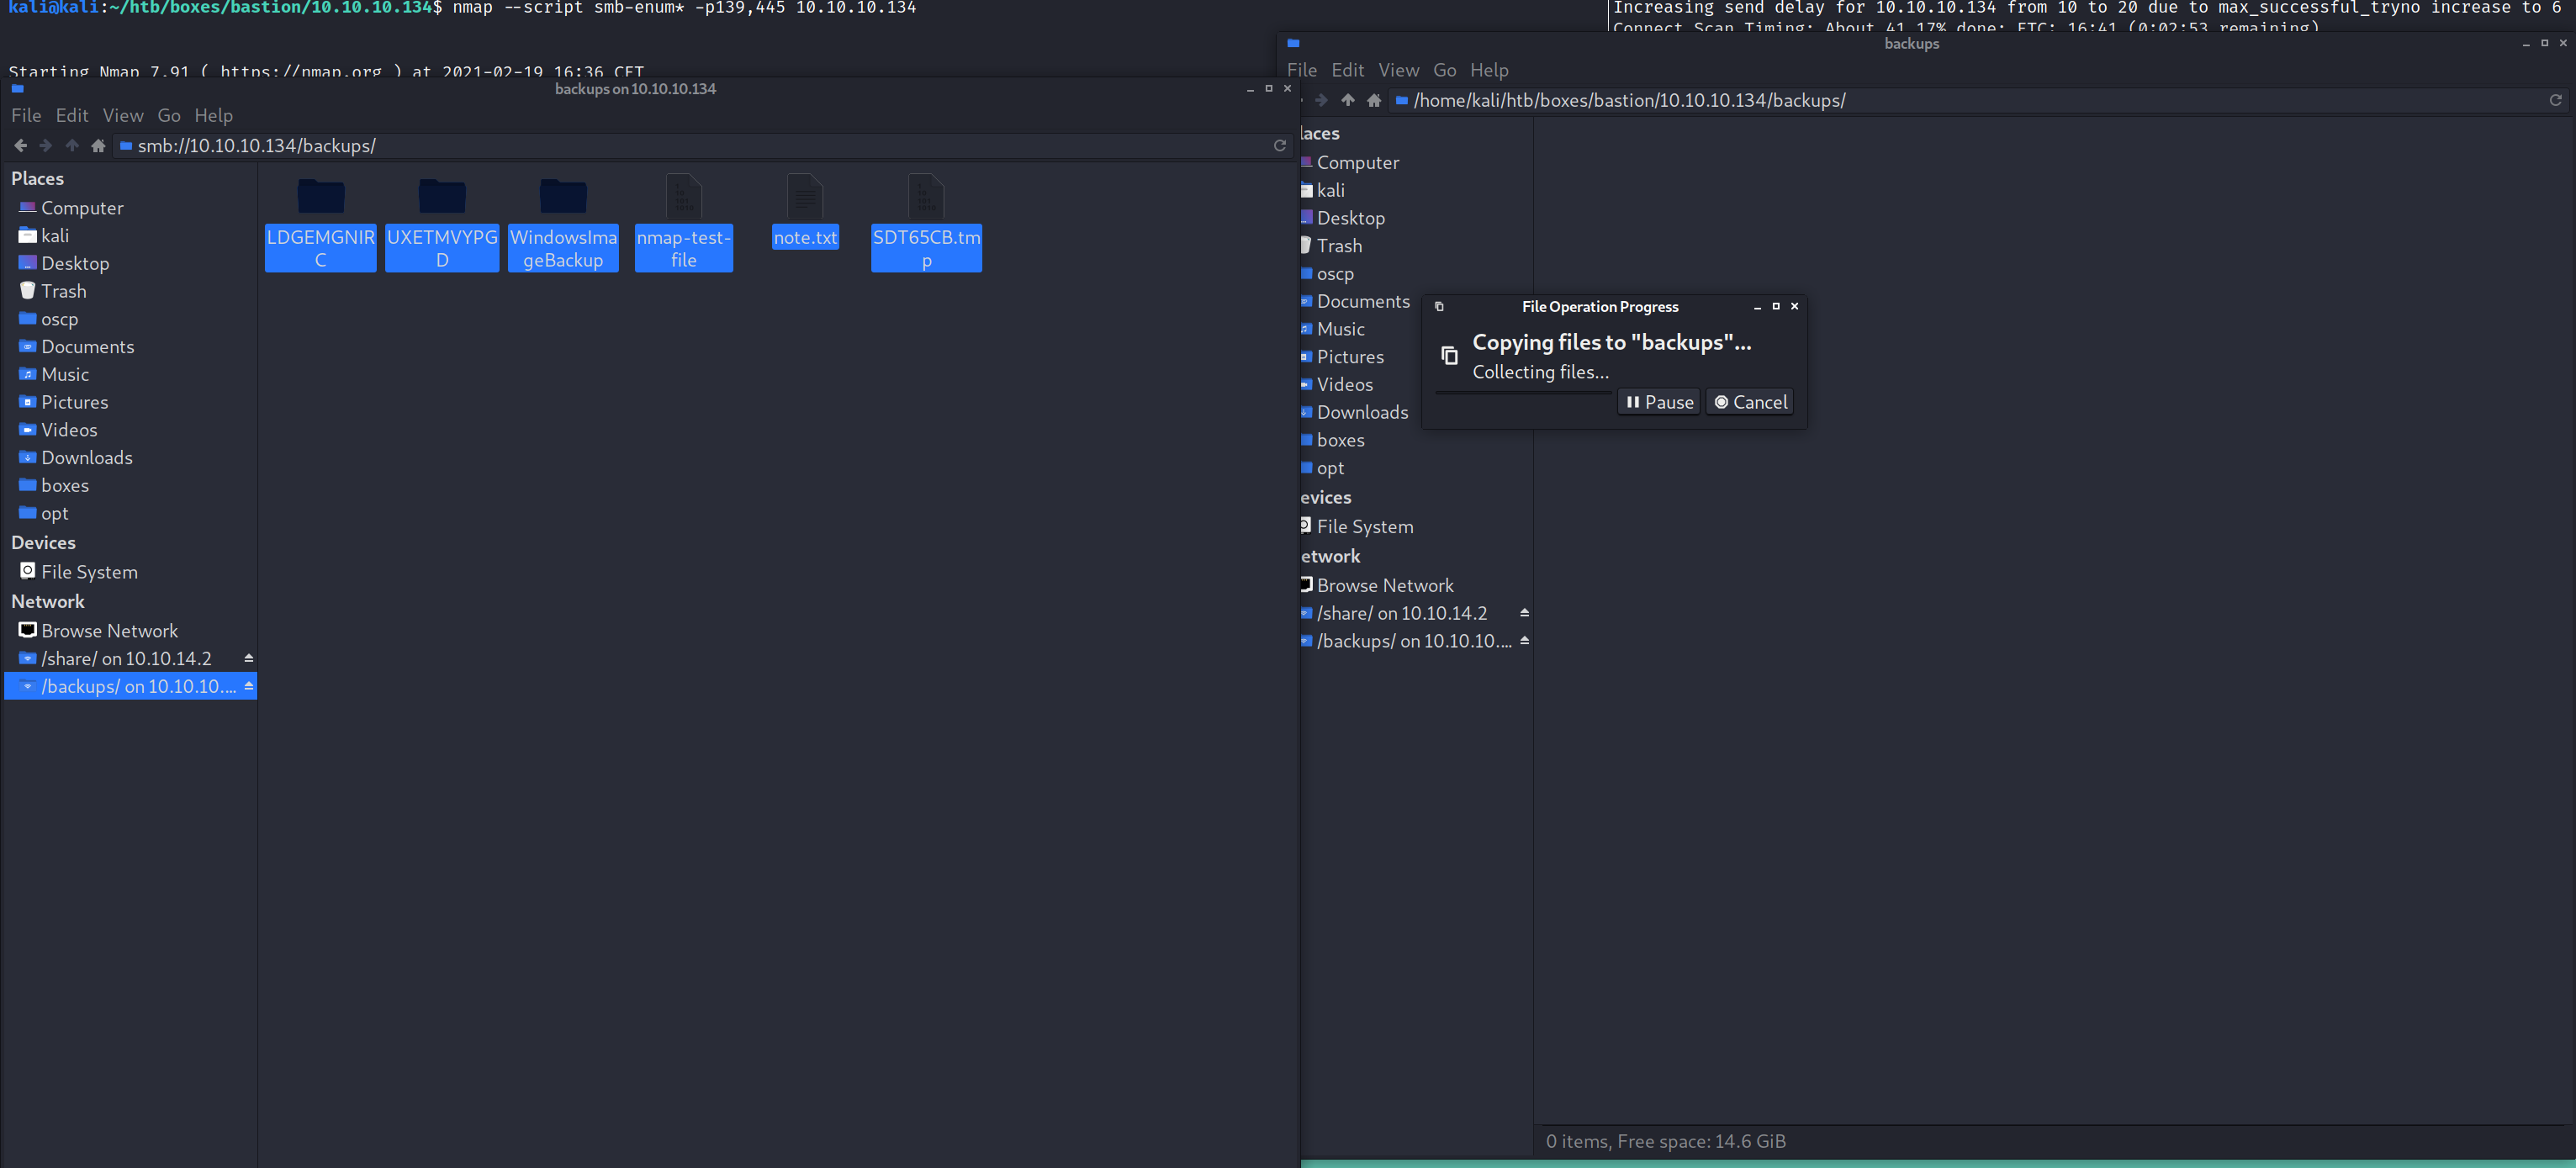 kali@kali:~/htb/boxes/bastion/10.10.10.134$ nmap --script smb-enum* -p139,445 10.10.10.134
Starting Nmap 7.91 ( https://nmap.org ) at 2021-02-19 16:36 CET
Increasing send delay for 10.10.10.134 from 10 to 20 due to max_successful_tryno increase to 6
Connect Scan Timing: About 41.17% done; ETC: 16:41 (0:02:53 remaining)
backups on 10.10.10.134
File Edit View Go Help
smb://10.10.10.134/backups/
Places
Computer
kali
Desktop
Trash
oscp
Documents
Music
Pictures
Videos
Downloads
boxes
opt
Devices
File System
Network
Browse Network
/share/ on 10.10.14.2
/backups/ on 10.10.10....
LDGEMGNIR
C
UXETMVYPG
D
WindowsIma
geBackup
nmap-test-
file
note.txt
SDT65CB.tm
p
backups
File Edit View Go Help
/home/kali/htb/boxes/bastion/10.10.10.134/backups/
laces
Computer
kali
Desktop
Trash
oscp
Documents
Music
Pictures
Videos
Downloads
boxes
opt
evices
File System
etwork
Browse Network
/share/ on 10.10.14.2
/backups/ on 10.10.10....
File Operation Progress
Copying files to "backups"...
Collecting files...
Pause Cancel
0 items, Free space: 14.6 GiB